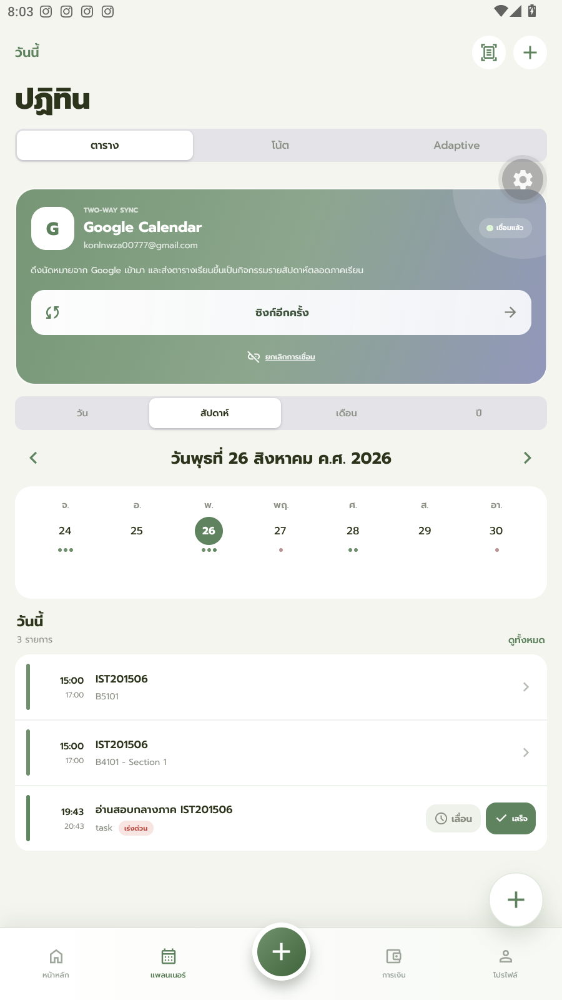 8:03
วันนี้
ปฏิทิน
ตาราง
โน้ต
Adaptive
G
TWO-WAY SYNC
Google Calendar
konlnwza00777@gmail.com
เชื่อมแล้ว
ดึงนัดหมายจาก Google เข้ามา และส่งตารางเรียนขึ้นเป็นกิจกรรมรายสัปดาห์ตลอดภาคเรียน
ซิงก์อีกครั้ง
ยกเลิกการเชื่อม
วัน
สัปดาห์
เดือน
ปี
วันพุธที่ 26 สิงหาคม ค.ศ. 2026
จ. อ. พ. พฤ. ศ. ส. อา.
24 25 26 27 28 29 30
วันนี้
3 รายการ
ดูทั้งหมด
15:00 IST201506
17:00 B5101
15:00 IST201506
17:00 B4101 - Section 1
19:43 อ่านสอบกลางภาค IST201506
20:43 task เร่งด่วน
เลื่อน
เสร็จ
หน้าหลัก
แพลนเนอร์
การเงิน
โปรไฟล์